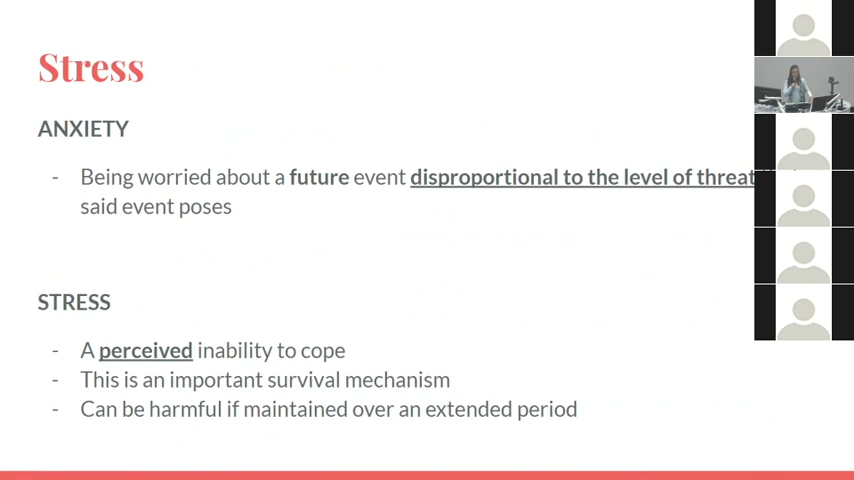 Stress
ANXIETY
- Being worried about a future event disproportional to the level of threat
said event poses
STRESS
- A perceived inability to cope
- This is an important survival mechanism
- Can be harmful if maintained over an extended period